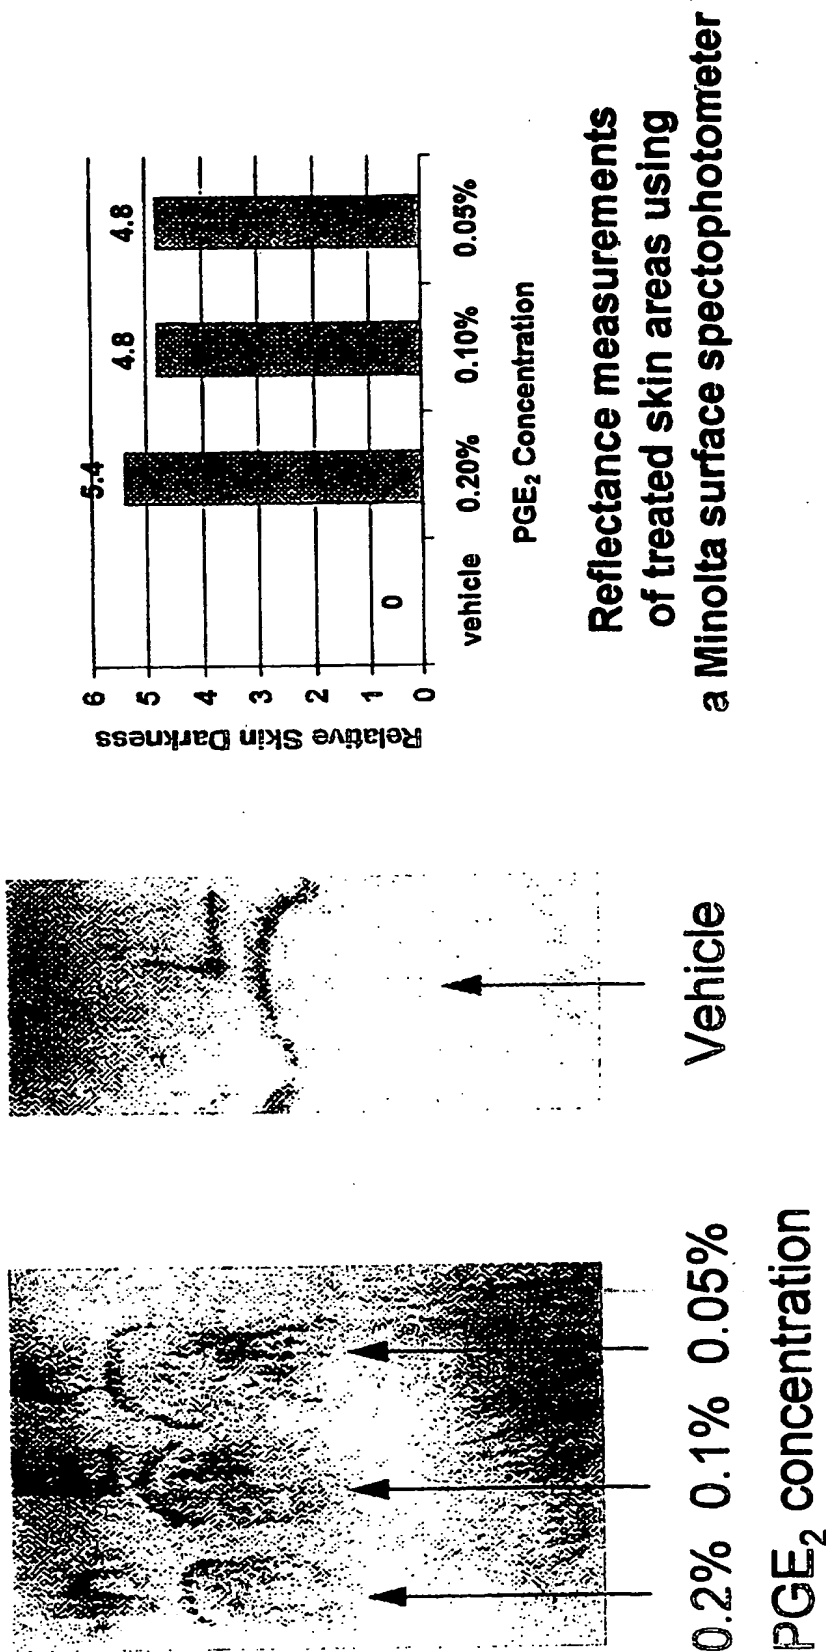 0.2% 0.1% 0.05%
PGE₂ concentration
Vehicle
Relative Skin Darkness
6
5
4
3
2
1
0
0
5.4
4.8
4.8
vehicle 0.20% 0.10% 0.05%
PGE₂ Concentration
Reflectance measurements
of treated skin areas using
a Minolta surface spectophotometer